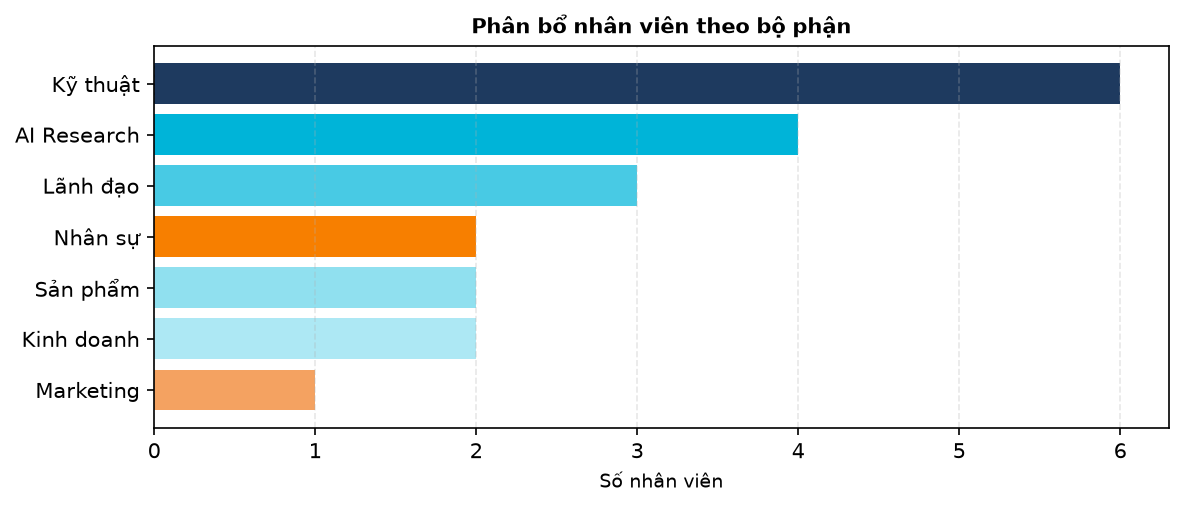 Phân bổ nhân viên theo bộ phận
Kỹ thuật
AI Research
Lãnh đạo
Nhân sự
Sản phẩm
Kinh doanh
Marketing
0 1 2 3 4 5 6
Số nhân viên